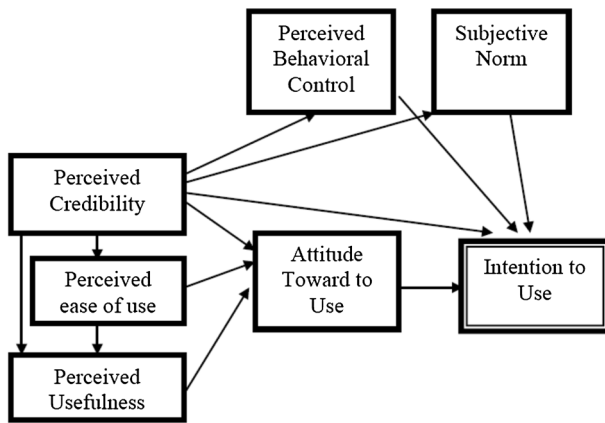 Perceived
Behavioral
Control
Subjective
Norm
Perceived
Credibility
Perceived
ease of use
Perceived
Usefulness
Attitude
Toward to
Use
Intention to
Use